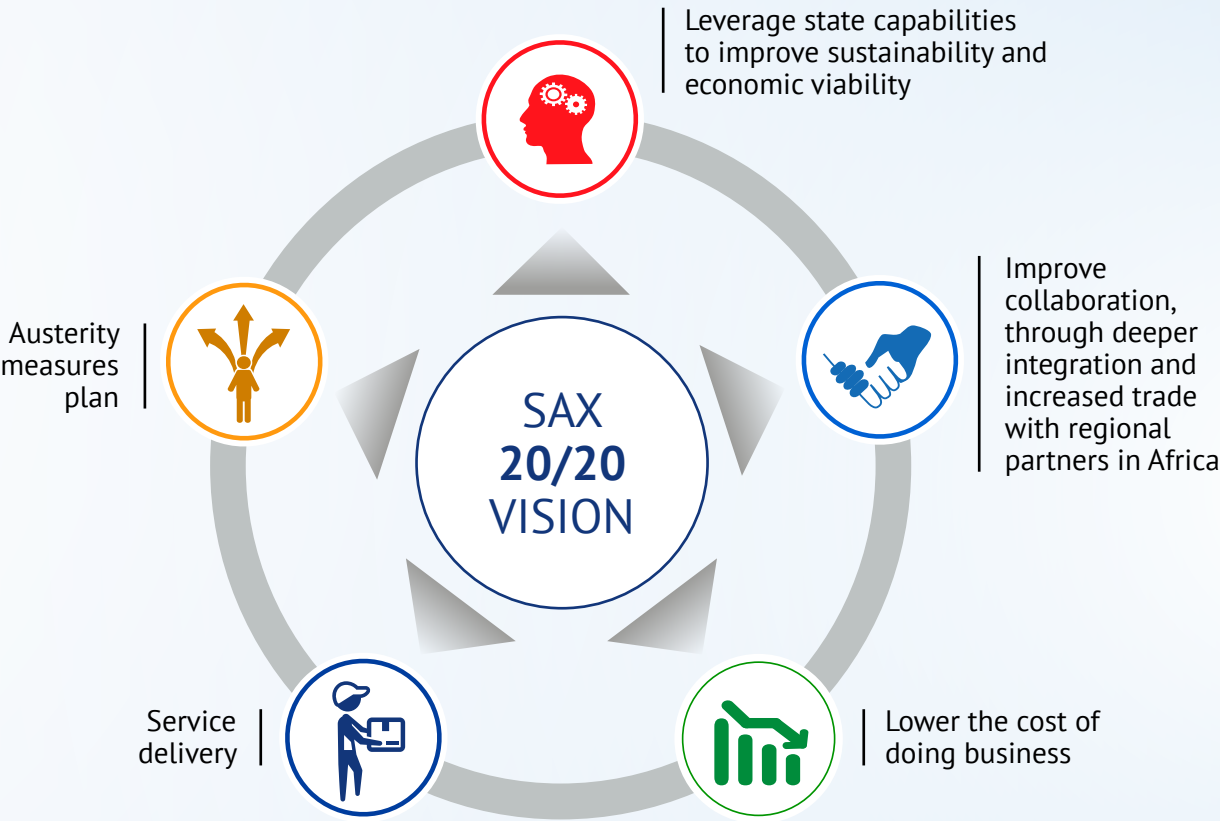 Leverage state capabilities
to improve sustainability and
economic viability
Improve
collaboration,
through deeper
integration and
increased trade
with regional
partners in Africa
Austerity
measures
plan
SAX
20/20
VISION
Service
delivery
Lower the cost of
doing business